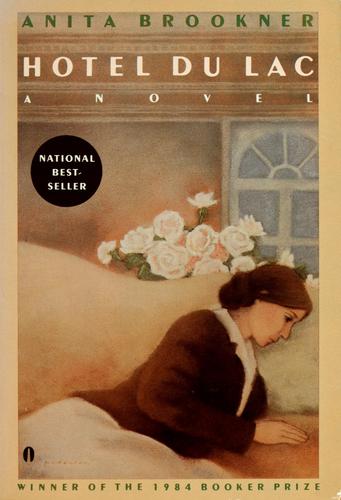 ANITA BROOKNER
HOTEL DU LAC
A NOVEL
NATIONAL
BEST-
SELLER
WINNER OF THE 1984 BOOKER PRIZE